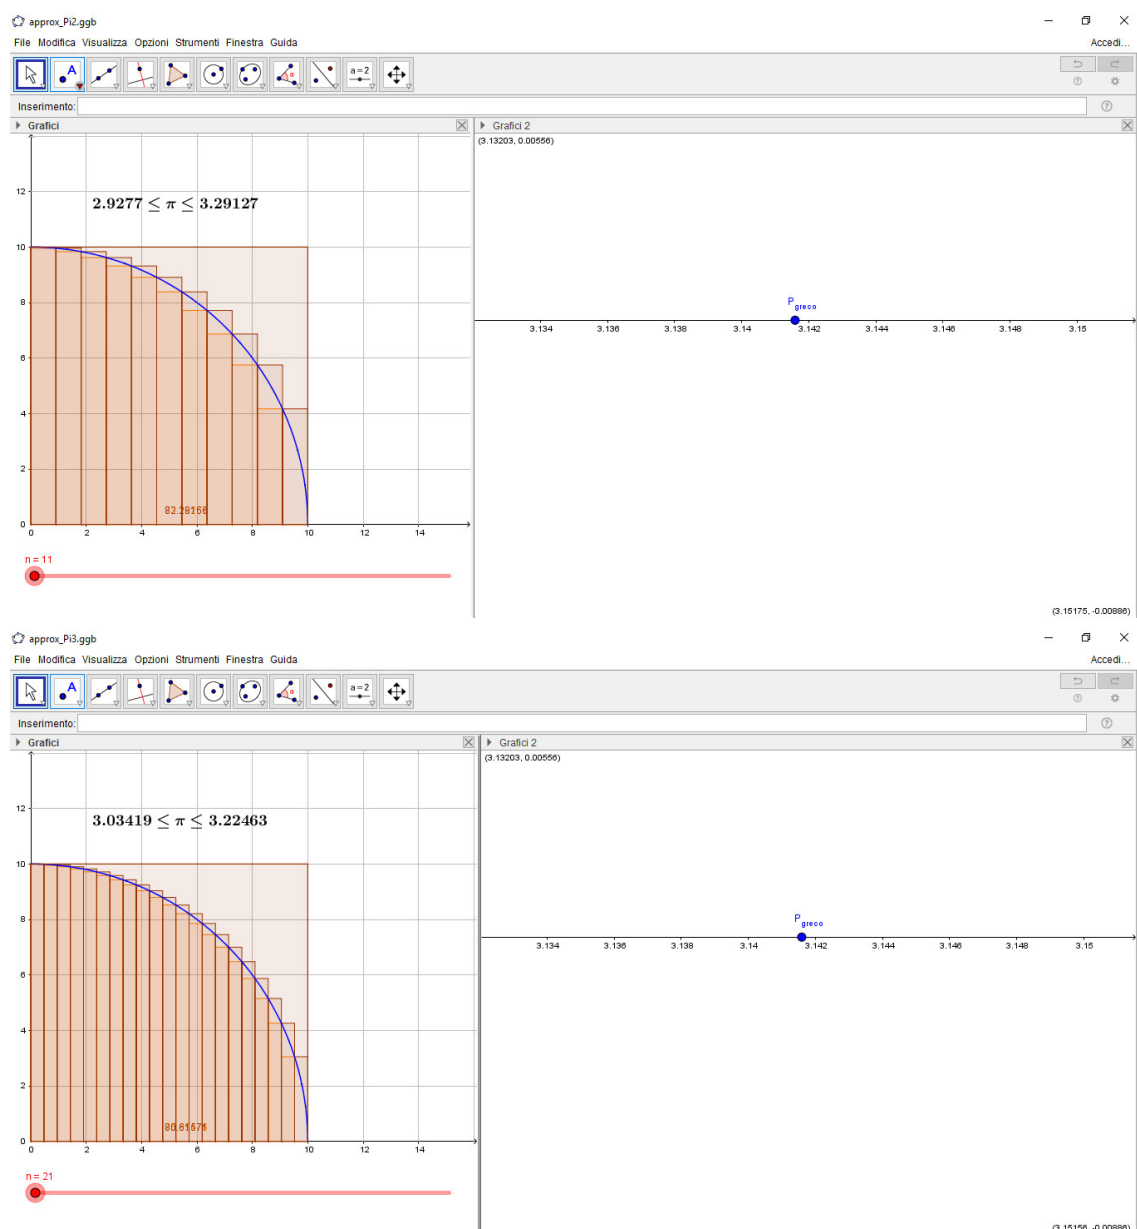 approx_Pi2.ggb
File Modifica Visualizza Opzioni Strumenti Finestra Guida
Accedi...
A
α
a=2
Inserimento:
Grafici
Grafici 2
(3.13203, 0.00556)
2.9277 ≤ π ≤ 3.29127
12
10
8
6
4
2
0
0 2 4 6 8 10 12 14
n = 11
P greco
3.134 3.136 3.138 3.14 3.142 3.144 3.146 3.148 3.15
(3.15175, -0.00886)
approx_Pi3.ggb
File Modifica Visualizza Opzioni Strumenti Finestra Guida
Accedi...
A
α
a=2
Inserimento:
Grafici
Grafici 2
(3.13203, 0.00556)
3.03419 ≤ π ≤ 3.22463
12
10
8
6
4
2
0
0 2 4 6 8 10 12 14
n = 21
P greco
3.134 3.136 3.138 3.14 3.142 3.144 3.146 3.148 3.15
(3.15156, -0.00886)